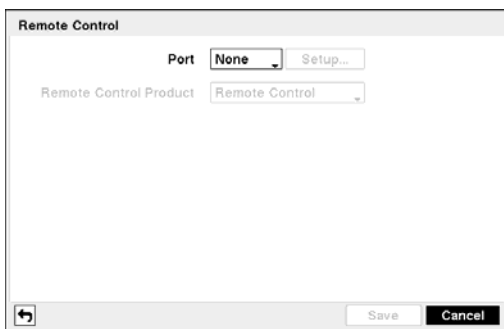 Remote Control
Port None Setup...
Remote Control Product Remote Control
Save Cancel